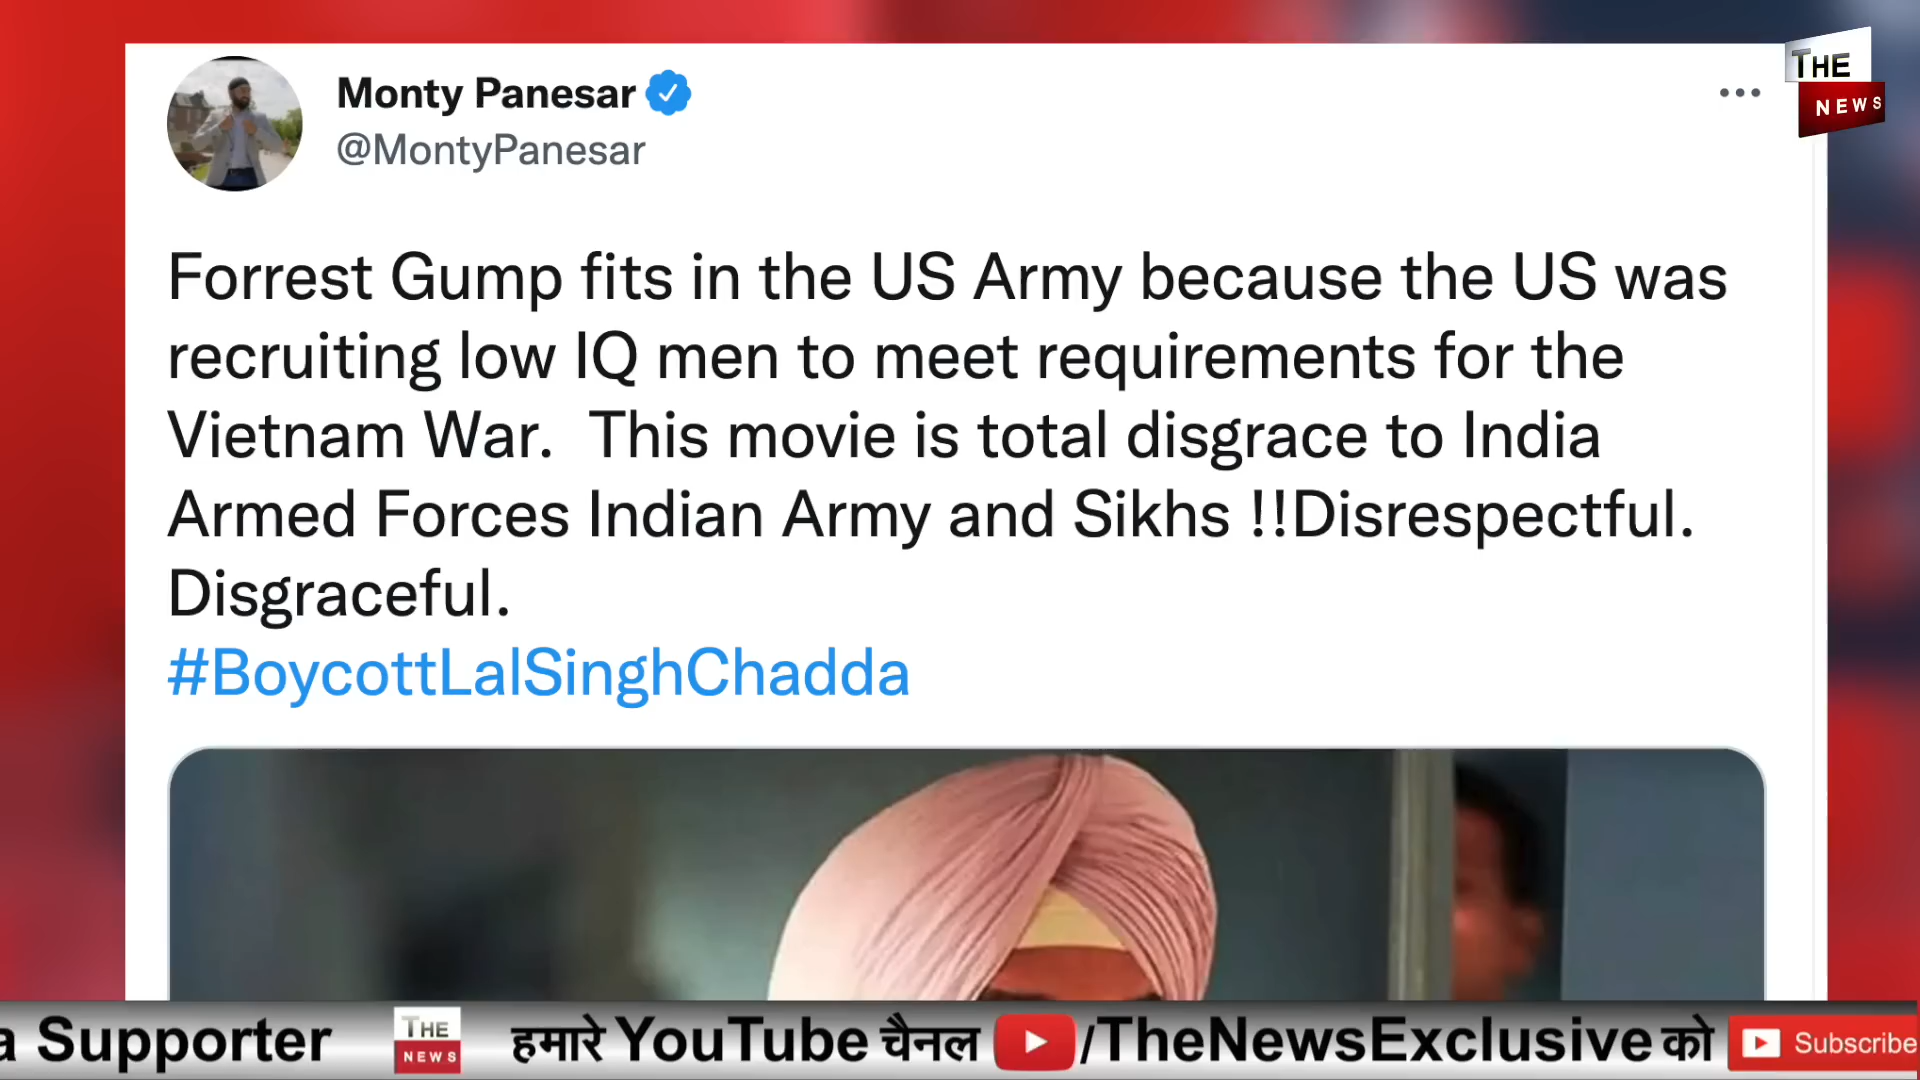 Monty Panesar
@MontyPanesar
THE
NEWS
Forrest Gump fits in the US Army because the US was
recruiting low IQ men to meet requirements for the
Vietnam War. This movie is total disgrace to India
Armed Forces Indian Army and Sikhs !!Disrespectful.
Disgraceful.
#BoycottLalSinghChadda
a Supporter THE NEWS हमारे YouTube चैनल /TheNewsExclusive को Subscribe